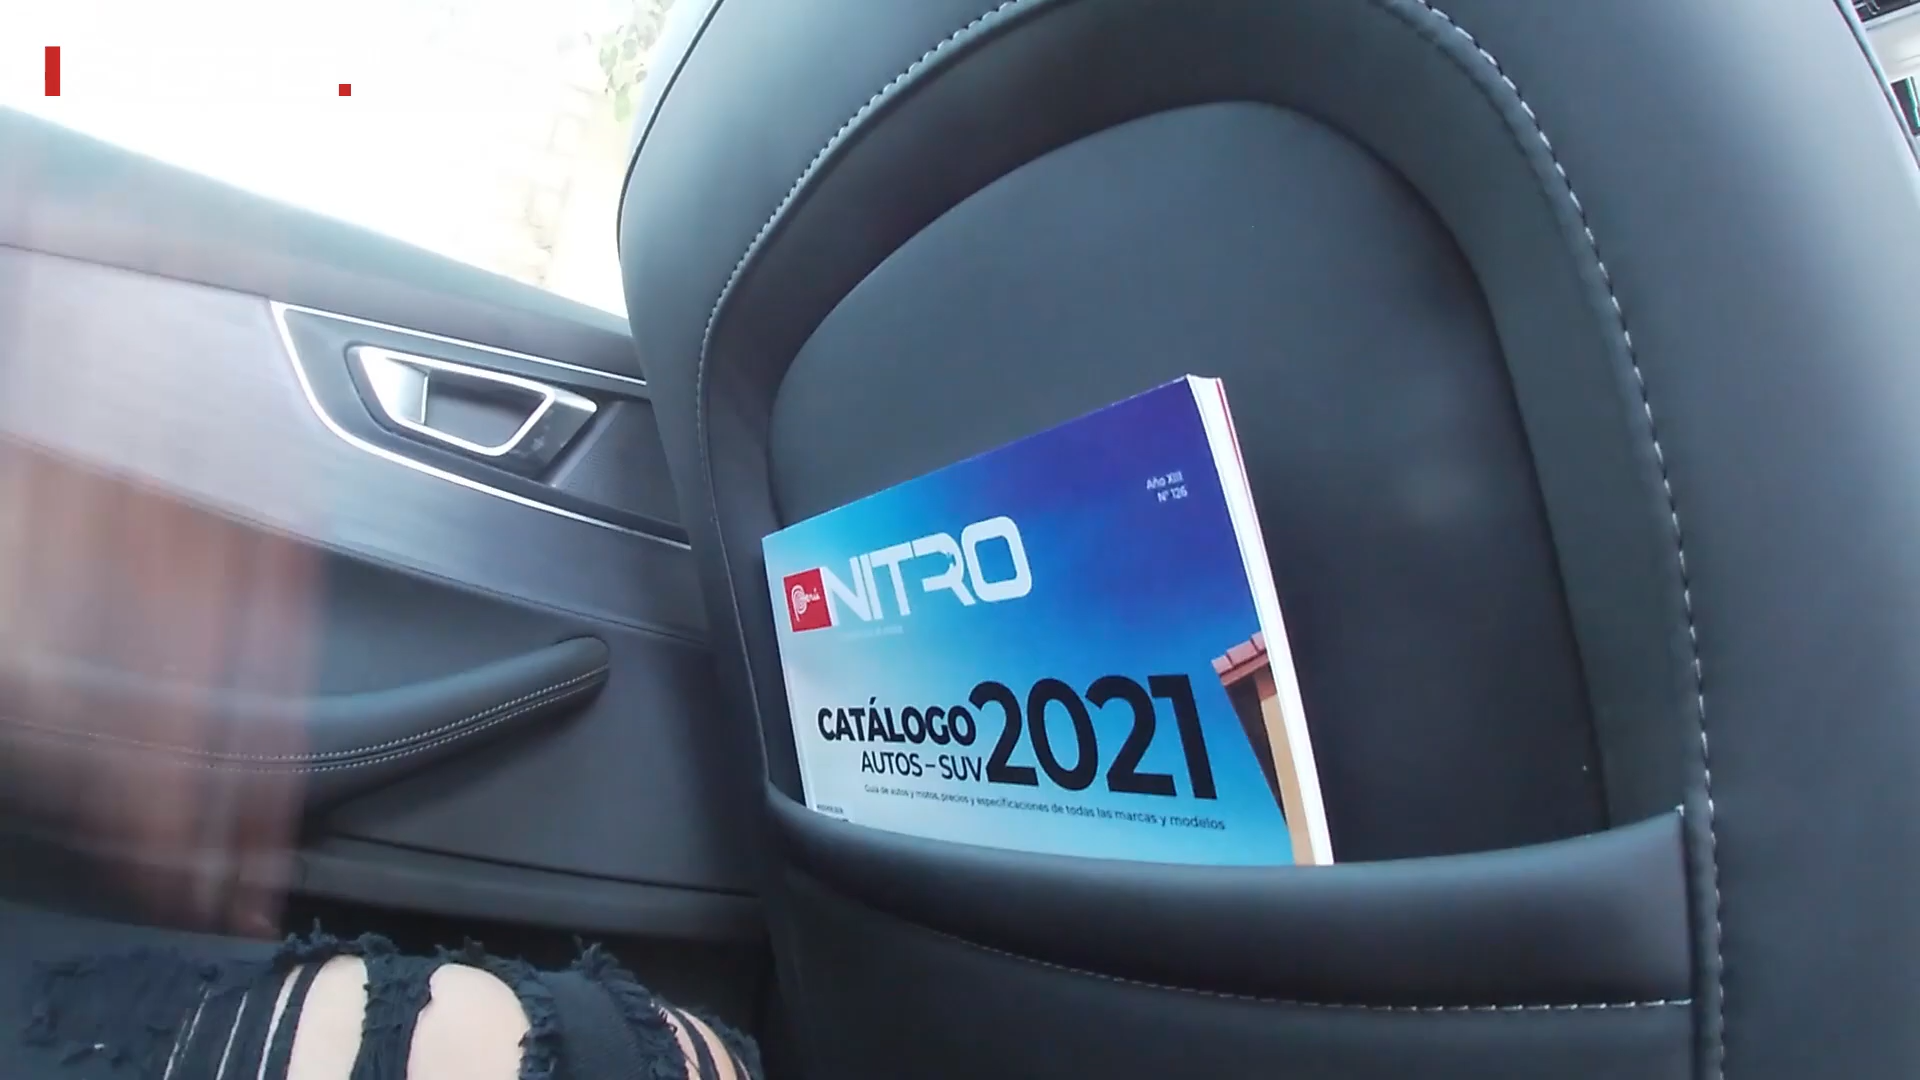 Año XIII
N° 126
Perú
NITRO
CATÁLOGO
AUTOS – SUV
2021
Guía de autos y motos, precios y especificaciones de todas las marcas y modelos